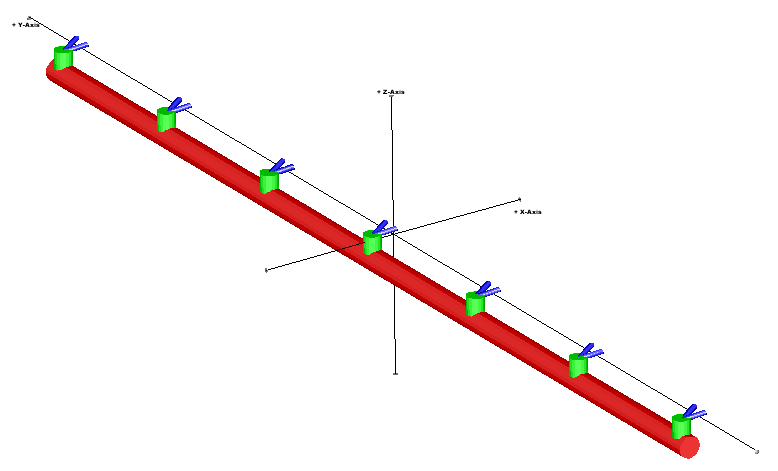 + Y-Axis
+ Z-Axis
+ X-Axis